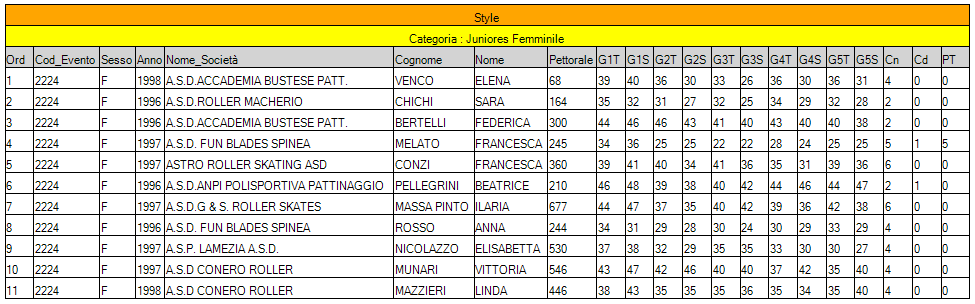 Style
Categoria : Juniores Femminile
Ord Cod_Evento Sesso Anno Nome_Società Cognome Nome Pettorale G1T G1S G2T G2S G3T G3S G4T G4S G5T G5S Cn Cd PT
1 2224 F 1998 A.S.D.ACCADEMIA BUSTESE PATT. VENCO ELENA 68 39 40 36 30 33 26 36 30 36 31 4 0 0
2 2224 F 1996 A.S.D.ROLLER MACHERIO CHICHI SARA 164 35 32 31 27 32 25 34 29 32 28 2 0 0
3 2224 F 1996 A.S.D.ACCADEMIA BUSTESE PATT. BERTELLI FEDERICA 300 44 46 46 43 41 40 43 40 40 38 2 0 0
4 2224 F 1997 A.S.D. FUN BLADES SPINEA MELATO FRANCESCA 245 34 36 25 25 22 22 28 24 25 25 5 1 5
5 2224 F 1997 ASTRO ROLLER SKATING ASD CONZI FRANCESCA 360 39 41 40 34 41 36 35 31 39 36 6 0 0
6 2224 F 1996 A.S.D.ANPI POLISPORTIVA PATTINAGGIO PELLEGRINI BEATRICE 210 46 48 39 38 40 42 44 46 44 47 2 1 0
7 2224 F 1997 A.S.D.G & S. ROLLER SKATES MASSA PINTO ILARIA 677 44 47 37 35 40 42 39 36 42 38 6 0 0
8 2224 F 1996 A.S.D. FUN BLADES SPINEA ROSSO ANNA 244 34 31 29 28 30 24 30 29 33 29 4 0 0
9 2224 F 1997 A.S.P. LAMEZIA A.S.D. NICOLAZZO ELISABETTA 530 37 38 32 29 35 35 33 30 30 27 4 0 0
10 2224 F 1997 A.S.D CONERO ROLLER MUNARI VITTORIA 546 43 47 42 46 40 40 37 42 35 40 4 0 0
11 2224 F 1998 A.S.D CONERO ROLLER MAZZIERI LINDA 446 38 43 35 35 35 36 35 34 35 40 4 0 0